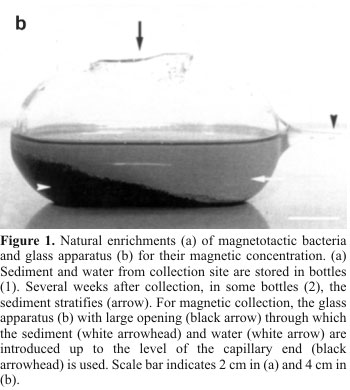 b
Figure 1. Natural enrichments (a) of magnetotactic bacteria
and glass apparatus (b) for their magnetic concentration. (a)
Sediment and water from collection site are stored in bottles
(1). Several weeks after collection, in some bottles (2), the
sediment stratifies (arrow). For magnetic collection, the glass
apparatus (b) with large opening (black arrow) through which
the sediment (white arrowhead) and water (white arrow) are
introduced up to the level of the capillary end (black
arrowhead) is used. Scale bar indicates 2 cm in (a) and 4 cm in
(b).